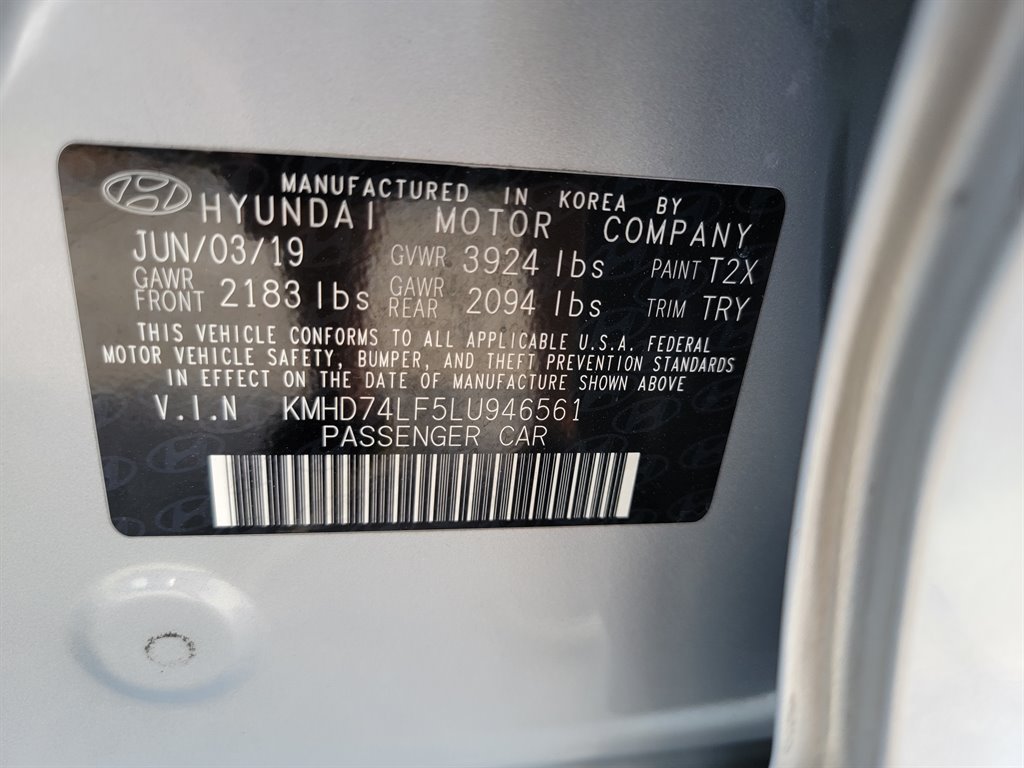 MANUFACTURED IN KOREA BY
HYUNDAI MOTOR COMPANY
JUN/03/19 GVWR 3924 lbs PAINT T2X
GAWR FRONT 2183 lbs GAWR REAR 2094 lbs TRIM TRY
THIS VEHICLE CONFORMS TO ALL APPLICABLE U.S.A. FEDERAL
MOTOR VEHICLE SAFETY, BUMPER, AND THEFT PREVENTION STANDARDS
IN EFFECT ON THE DATE OF MANUFACTURE SHOWN ABOVE
V.I.N KMHD74LF5LU946561
PASSENGER CAR